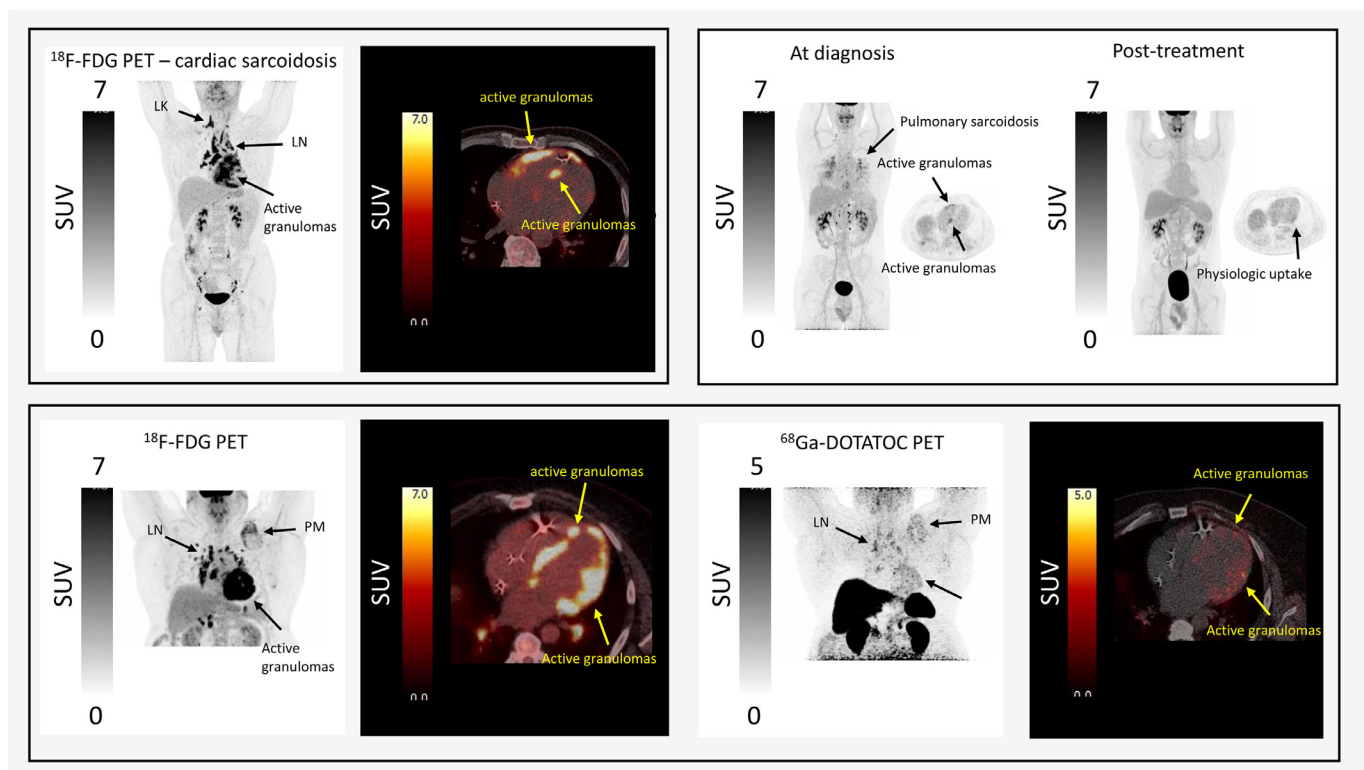 ¹⁸F-FDG PET – cardiac sarcoidosis
7
LK
LN
SUV
Active
granulomas
0
active granulomas
7.0
SUV
Active granulomas
0.0
At diagnosis
Post-treatment
7
Pulmonary sarcoidosis
Active granulomas
SUV
Active granulomas
0
7
SUV
Physiologic uptake
0
¹⁸F-FDG PET
7
LN
PM
SUV
Active
granulomas
0
active granulomas
7.0
SUV
Active granulomas
0.0
⁶⁸Ga-DOTATOC PET
5
LN
PM
SUV
0
Active granulomas
5.0
SUV
Active granulomas
0.0